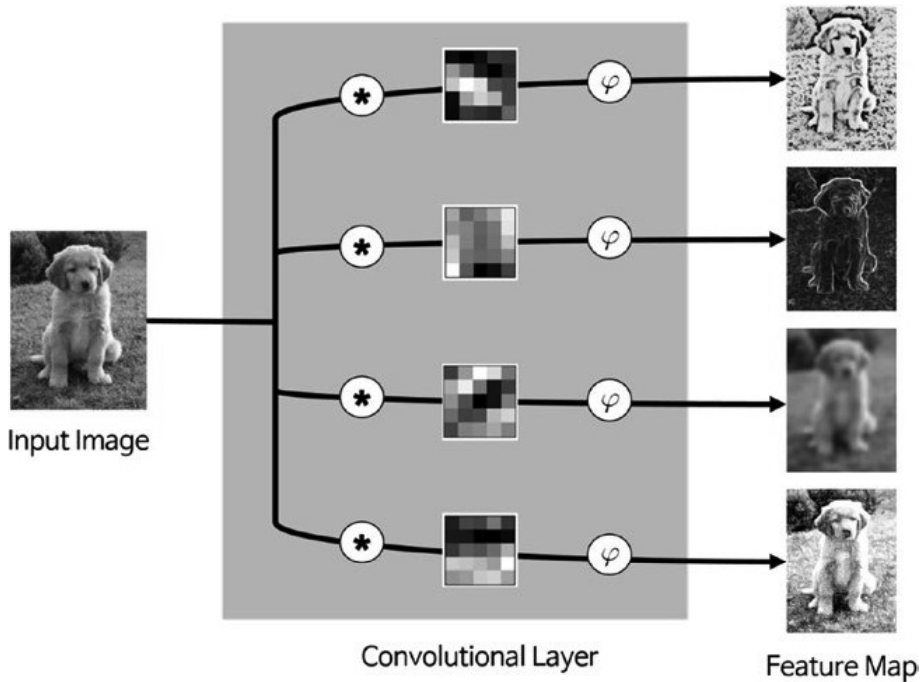 * φ
* φ
* φ
* φ
Input Image
Convolutional Layer
Feature Map